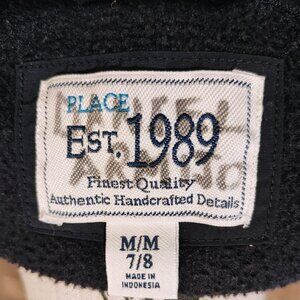 PLACE
EST. 1989
Finest Quality
Authentic Handcrafted Details
M/M
7/8
MADE IN
INDONESIA